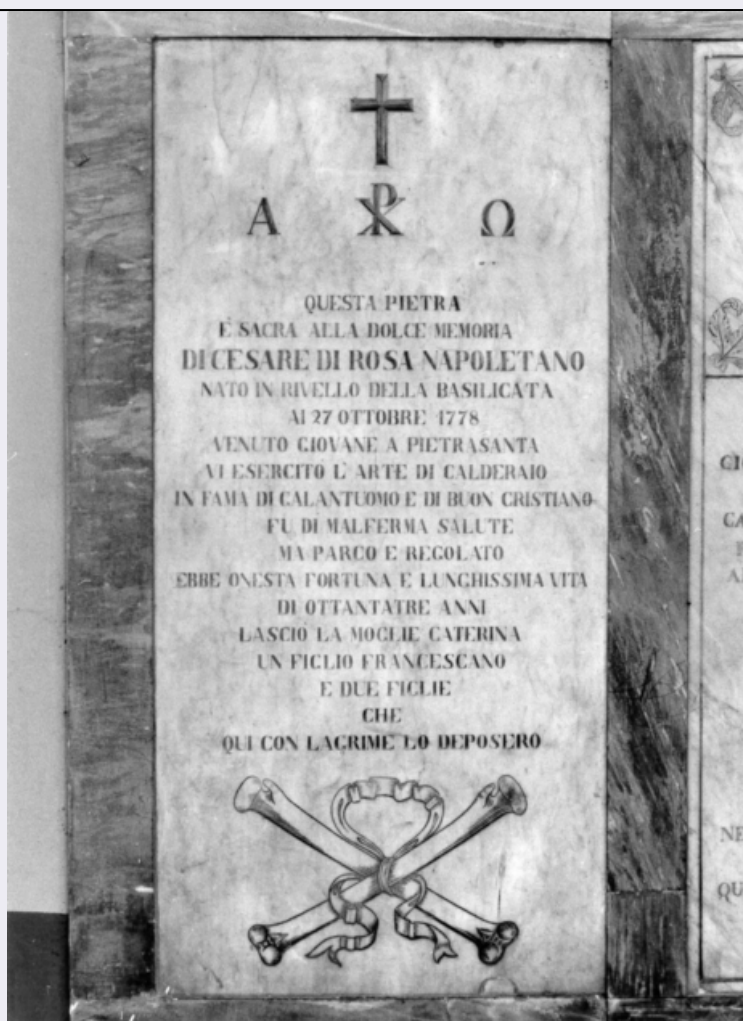 Α ☧ Ω
QUESTA PIETRA
È SACRA ALLA DOLCE MEMORIA
DI CESARE DI ROSA NAPOLETANO
NATO IN RIVELLO DELLA BASILICATA
AI 27 OTTOBRE 1778
VENUTO GIOVANE A PIETRASANTA
VI ESERCITÒ L'ARTE DI CALDERAIO
IN FAMA DI GALANTUOMO E DI BUON CRISTIANO
FU DI MALFERMA SALUTE
MA PARCO E REGOLATO
EBBE ONESTA FORTUNA E LUNGHISSIMA VITA
DI OTTANTATRE ANNI
LASCIÒ LA MOGLIE CATERINA
UN FIGLIO FRANCESCANO
E DUE FIGLIE
CHE
QUI CON LAGRIME LO DEPOSERO